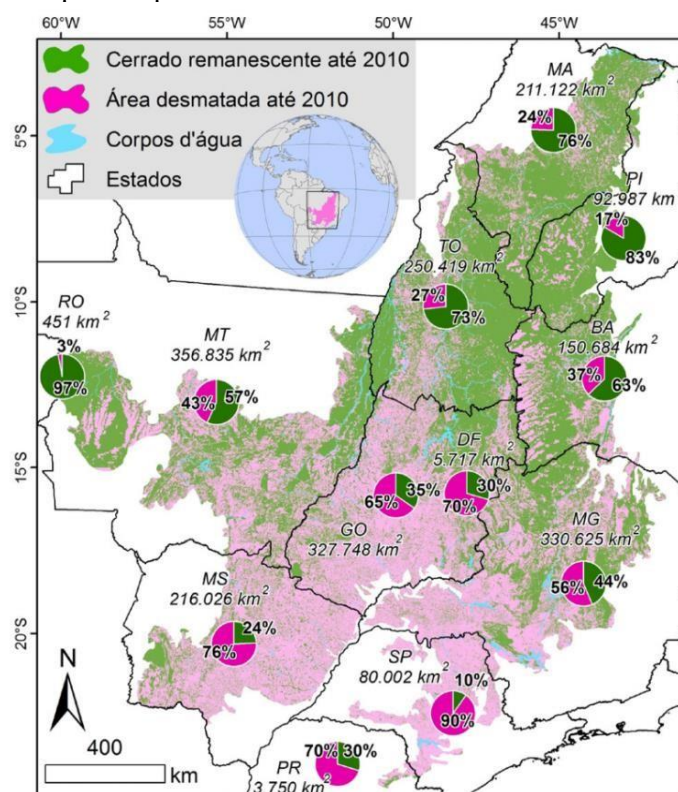 60°W
55°W
50°W
45°W
Cerrado remanescente até 2010
Área desmatada até 2010
Corpos d'água
Estados
5°S
10°S
15°S
20°S
MA
211.122 km²
24%
76%
PI
92.987 km
17%
83%
TO
250.419 km²
27%
73%
RO
451 km²
3%
97%
MT
356.835 km²
43%
57%
BA
150.684 km²
37%
63%
DF
5.717 km²
30%
70%
65%
35%
GO
327.748 km²
MG
330.625 km²
56%
44%
MS
216.026 km²
24%
76%
SP
80.002 km²
10%
90%
70%
30%
PR
3.750 km²
N
400
km